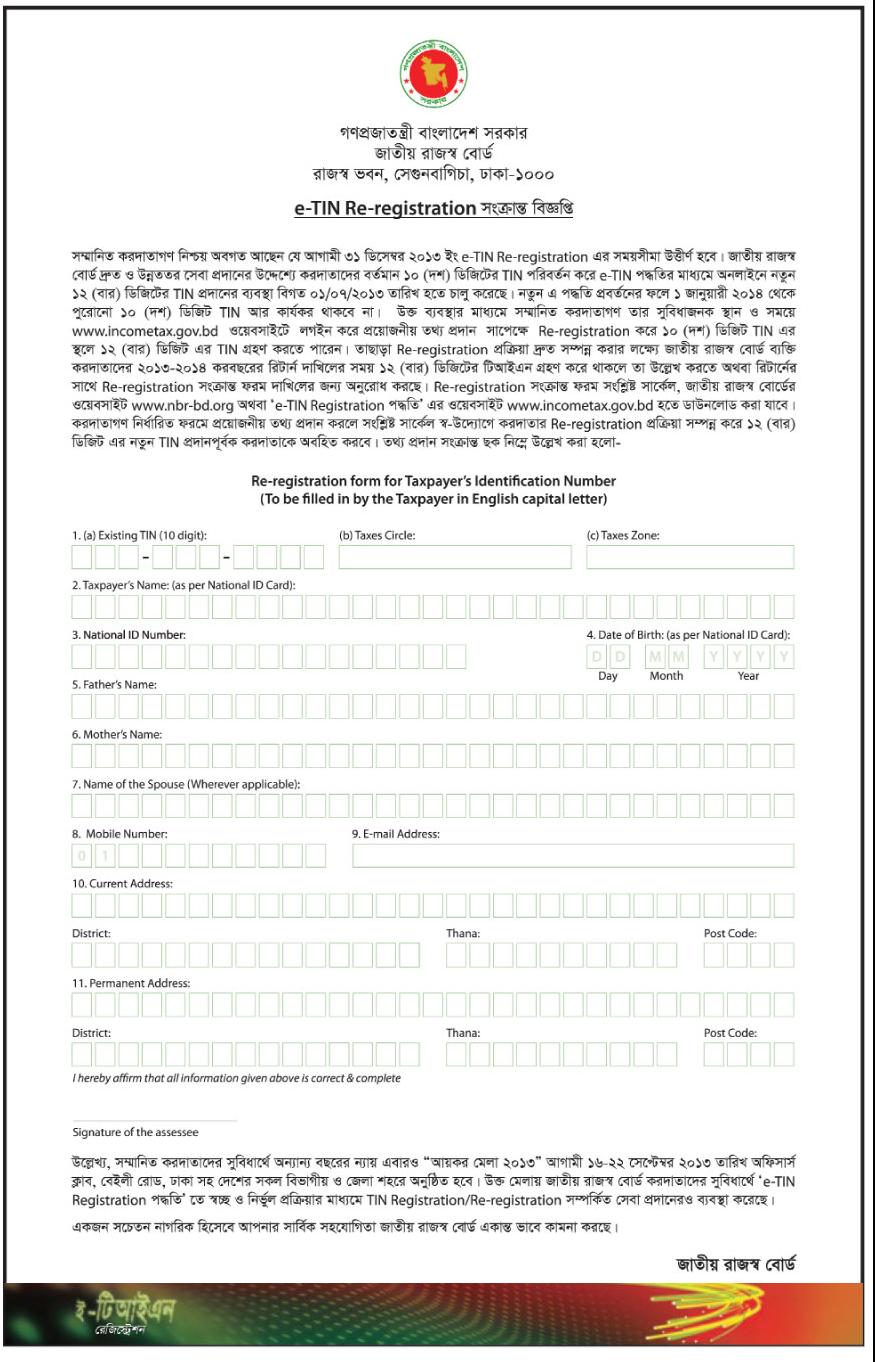 গণপ্রজাতন্ত্রী বাংলাদেশ
সরকার
গণপ্রজাতন্ত্রী বাংলাদেশ সরকার
জাতীয় রাজস্ব বোর্ড
রাজস্ব ভবন, সেগুনবাগিচা, ঢাকা-১০০০
e-TIN Re-registration সংক্রান্ত বিজ্ঞপ্তি
সম্মানিত করদাতাগণ নিশ্চয় অবগত আছেন যে আগামী ৩১ ডিসেম্বর ২০১৩ ইং e-TIN Re-registration এর সময়সীমা উত্তীর্ণ হবে। জাতীয় রাজস্ব
বোর্ড দ্রুত ও উন্নততর সেবা প্রদানের উদ্দেশ্যে করদাতাদের বর্তমান ১০ (দশ) ডিজিটের TIN পরিবর্তন করে e-TIN পদ্ধতির মাধ্যমে অনলাইনে নতুন
১২ (বার) ডিজিটের TIN প্রদানের ব্যবস্থা বিগত ০১/০৭/২০১৩ তারিখ হতে চালু করেছে। নতুন এ পদ্ধতি প্রবর্তনের ফলে ১ জানুয়ারী ২০১৪ থেকে
পুরোনো ১০ (দশ) ডিজিট TIN আর কার্যকর থাকবে না। উক্ত ব্যবস্থার মাধ্যমে সম্মানিত করদাতাগণ তার সুবিধাজনক স্থান ও সময়ে
www.incometax.gov.bd ওয়েবসাইটে লগইন করে প্রয়োজনীয় তথ্য প্রদান সাপেক্ষে Re-registration করে ১০ (দশ) ডিজিট TIN এর
স্থলে ১২ (বার) ডিজিট এর TIN গ্রহণ করতে পারেন। তাছাড়া Re-registration প্রক্রিয়া দ্রুত সম্পন্ন করার লক্ষ্যে জাতীয় রাজস্ব বোর্ড ব্যক্তি
করদাতাদের ২০১৩-২০১৪ করবছরের রিটার্ন দাখিলের সময় ১২ (বার) ডিজিটের টিআইএন গ্রহণ করে থাকলে তা উল্লেখ করতে অথবা রিটার্নের
সাথে Re-registration সংক্রান্ত ফরম দাখিলের জন্য অনুরোধ করছে। Re-registration সংক্রান্ত ফরম সংশ্লিষ্ট সার্কেল, জাতীয় রাজস্ব বোর্ডের
ওয়েবসাইট www.nbr-bd.org অথবা ‘e-TIN Registration পদ্ধতি’ এর ওয়েবসাইট www.incometax.gov.bd হতে ডাউনলোড করা যাবে।
করদাতাগণ নির্ধারিত ফরমে প্রয়োজনীয় তথ্য প্রদান করলে সংশ্লিষ্ট সার্কেল স্ব-উদ্যোগে করদাতার Re-registration প্রক্রিয়া সম্পন্ন করে ১২ (বার)
ডিজিট এর নতুন TIN প্রদানপূর্বক করদাতাকে অবহিত করবে। তথ্য প্রদান সংক্রান্ত ছক নিম্নে উল্লেখ করা হলো-
Re-registration form for Taxpayer's Identification Number
(To be filled in by the Taxpayer in English capital letter)
1. (a) Existing TIN (10 digit): (b) Taxes Circle: (c) Taxes Zone:
– –
2. Taxpayer's Name: (as per National ID Card):
3. National ID Number: 4. Date of Birth: (as per National ID Card):
D D M M Y Y Y Y
Day Month Year
5. Father's Name:
6. Mother's Name:
7. Name of the Spouse (Wherever applicable):
8. Mobile Number: 9. E-mail Address:
0 1
10. Current Address:
District: Thana: Post Code:
11. Permanent Address:
District: Thana: Post Code:
I hereby affirm that all information given above is correct & complete
Signature of the assessee
উল্লেখ্য, সম্মানিত করদাতাদের সুবিধার্থে অন্যান্য বছরের ন্যায় এবারও “আয়কর মেলা ২০১৩” আগামী ১৬-২২ সেপ্টেম্বর ২০১৩ তারিখ অফিসার্স
ক্লাব, বেইলী রোড, ঢাকা সহ দেশের সকল বিভাগীয় ও জেলা শহরে অনুষ্ঠিত হবে। উক্ত মেলায় জাতীয় রাজস্ব বোর্ড করদাতাদের সুবিধার্থে ‘e-TIN
Registration পদ্ধতি’ তে স্বচ্ছ ও নির্ভুল প্রক্রিয়ার মাধ্যমে TIN Registration/Re-registration সম্পর্কিত সেবা প্রদানেরও ব্যবস্থা করেছে।
একজন সচেতন নাগরিক হিসেবে আপনার সার্বিক সহযোগিতা জাতীয় রাজস্ব বোর্ড একান্ত ভাবে কামনা করছে।
জাতীয় রাজস্ব বোর্ড
ই-টিআইএন
রেজিস্ট্রেশন